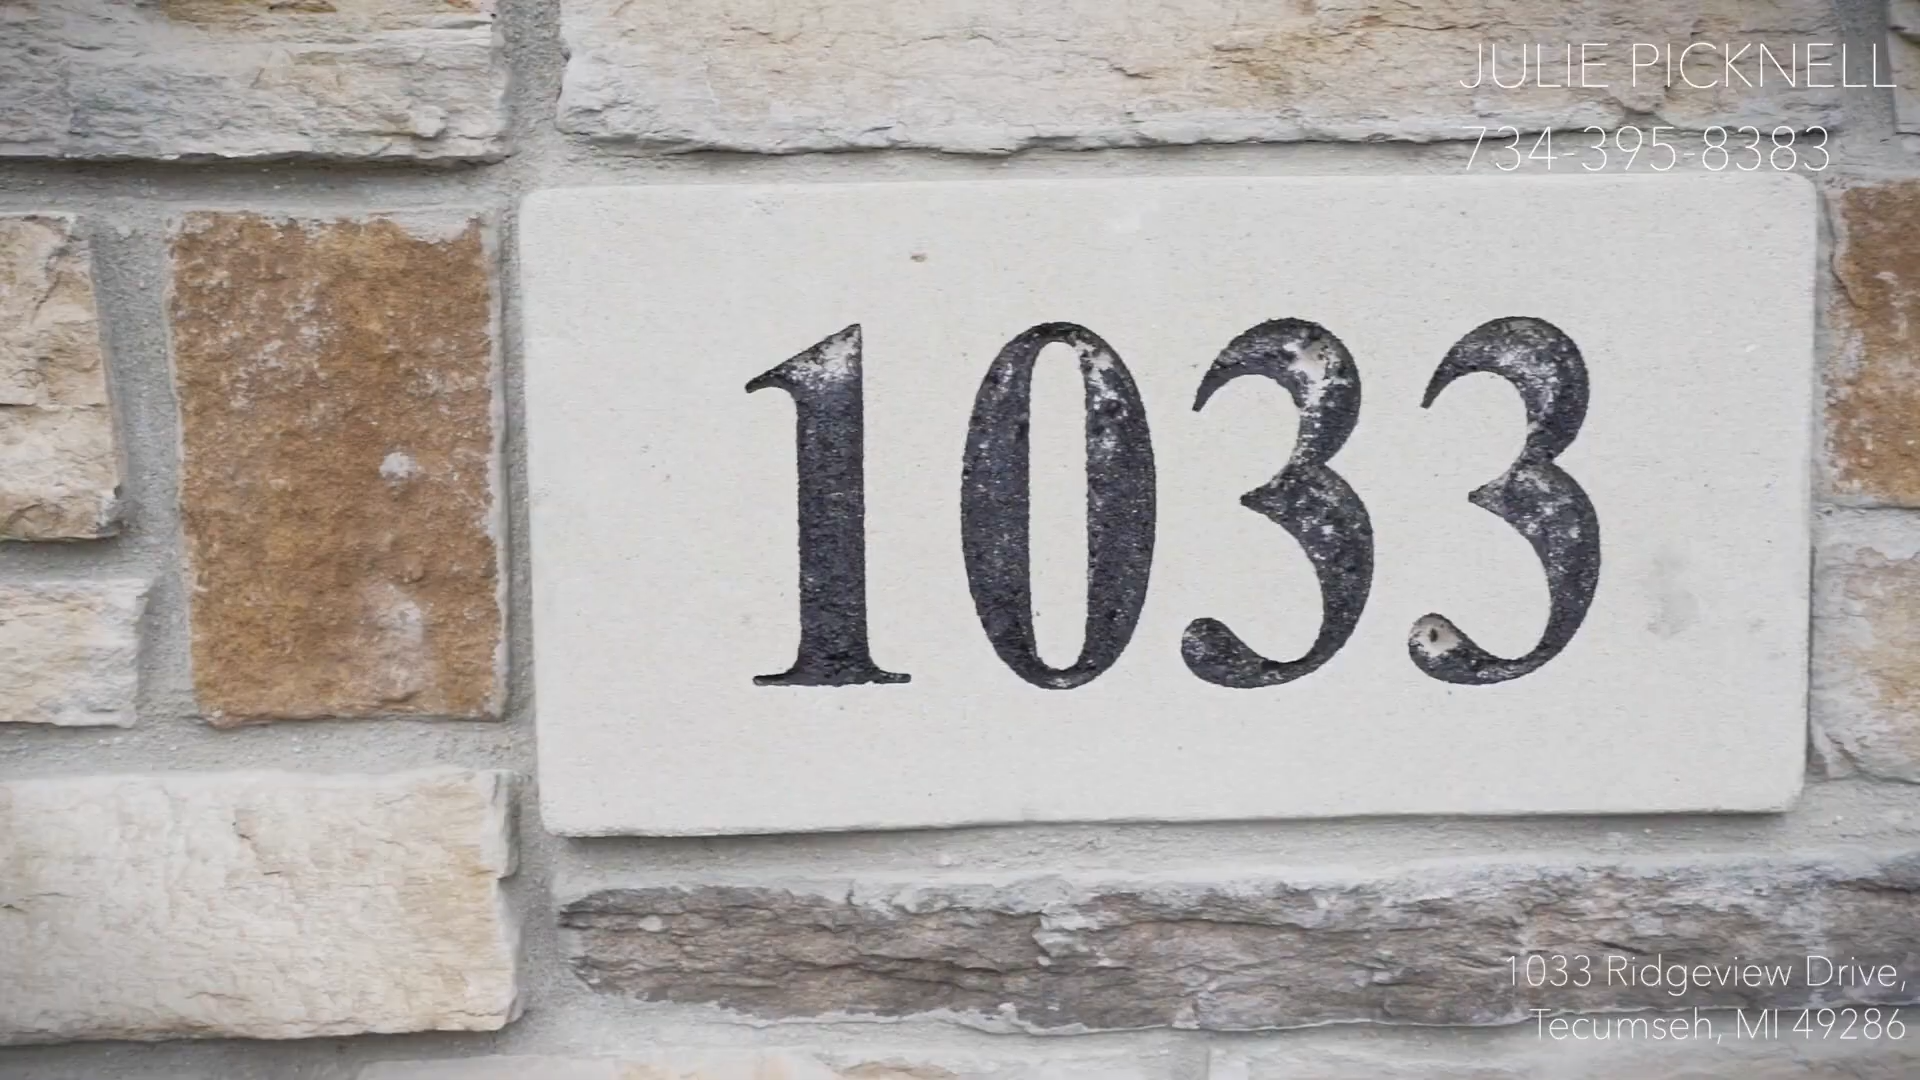 JULIE PICKNELL
734-395-8383
1033
1033 Ridgeview Drive,
Tecumseh, MI 49286